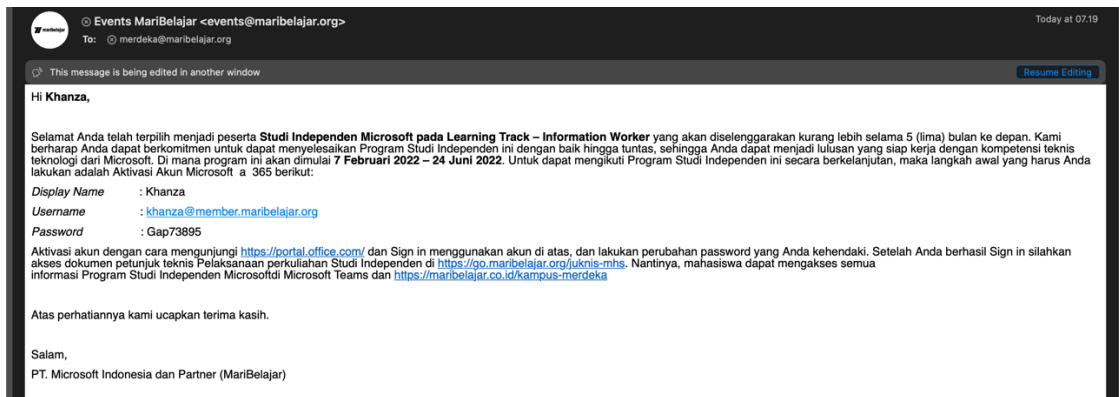 maribelajar
Events MariBelajar <events@maribelajar.org>
Today at 07.19
To: merdeka@maribelajar.org
This message is being edited in another window
Resume Editing
Hi Khanza,
Selamat Anda telah terpilih menjadi peserta Studi Independen Microsoft pada Learning Track – Information Worker yang akan diselenggarakan kurang lebih selama 5 (lima) bulan ke depan. Kami
berharap Anda dapat berkomitmen untuk dapat menyelesaikan Program Studi Independen ini dengan baik hingga tuntas, sehingga Anda dapat menjadi lulusan yang siap kerja dengan kompetensi teknis
teknologi dari Microsoft. Di mana program ini akan dimulai 7 Februari 2022 – 24 Juni 2022. Untuk dapat mengikuti Program Studi Independen ini secara berkelanjutan, maka langkah awal yang harus Anda
lakukan adalah Aktivasi Akun Microsoft a 365 berikut:
Display Name : Khanza
Username : khanza@member.maribelajar.org
Password : Gap73895
Aktivasi akun dengan cara mengunjungi https://portal.office.com/ dan Sign in menggunakan akun di atas, dan lakukan perubahan password yang Anda kehendaki. Setelah Anda berhasil Sign in silahkan
akses dokumen petunjuk teknis Pelaksanaan perkuliahan Studi Independen di https://go.maribelajar.org/juknis-mhs. Nantinya, mahasiswa dapat mengakses semua
informasi Program Studi Independen Microsoftdi Microsoft Teams dan https://maribelajar.co.id/kampus-merdeka
Atas perhatiannya kami ucapkan terima kasih.
Salam,
PT. Microsoft Indonesia dan Partner (MariBelajar)